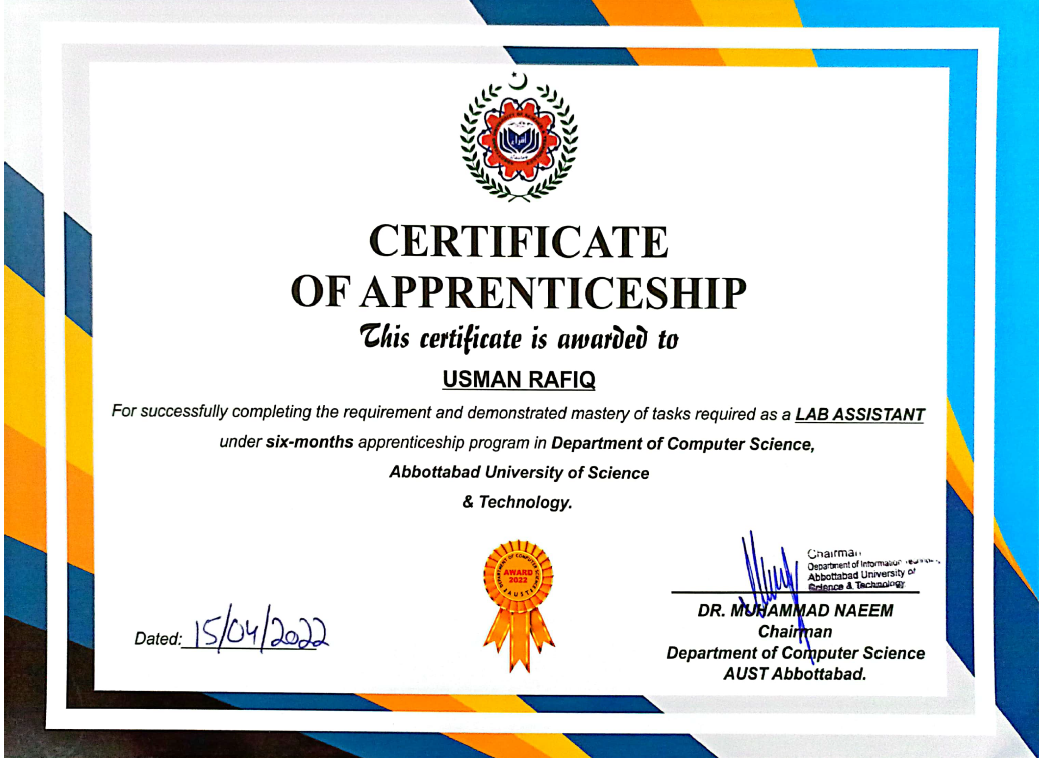 CERTIFICATE
OF APPRENTICESHIP
This certificate is awarded to
USMAN RAFIQ
For successfully completing the requirement and demonstrated mastery of tasks required as a LAB ASSISTANT
under six-months apprenticeship program in Department of Computer Science,
Abbottabad University of Science
& Technology.
DEPARTMENT OF COMPUTER SCIENCE
AWARD
2022
AUST
Dated: 15/04/2022
Chairman
Department of Information
Abbottabad University of
Science & Technology
DR. MUHAMMAD NAEEM
Chairman
Department of Computer Science
AUST Abbottabad.